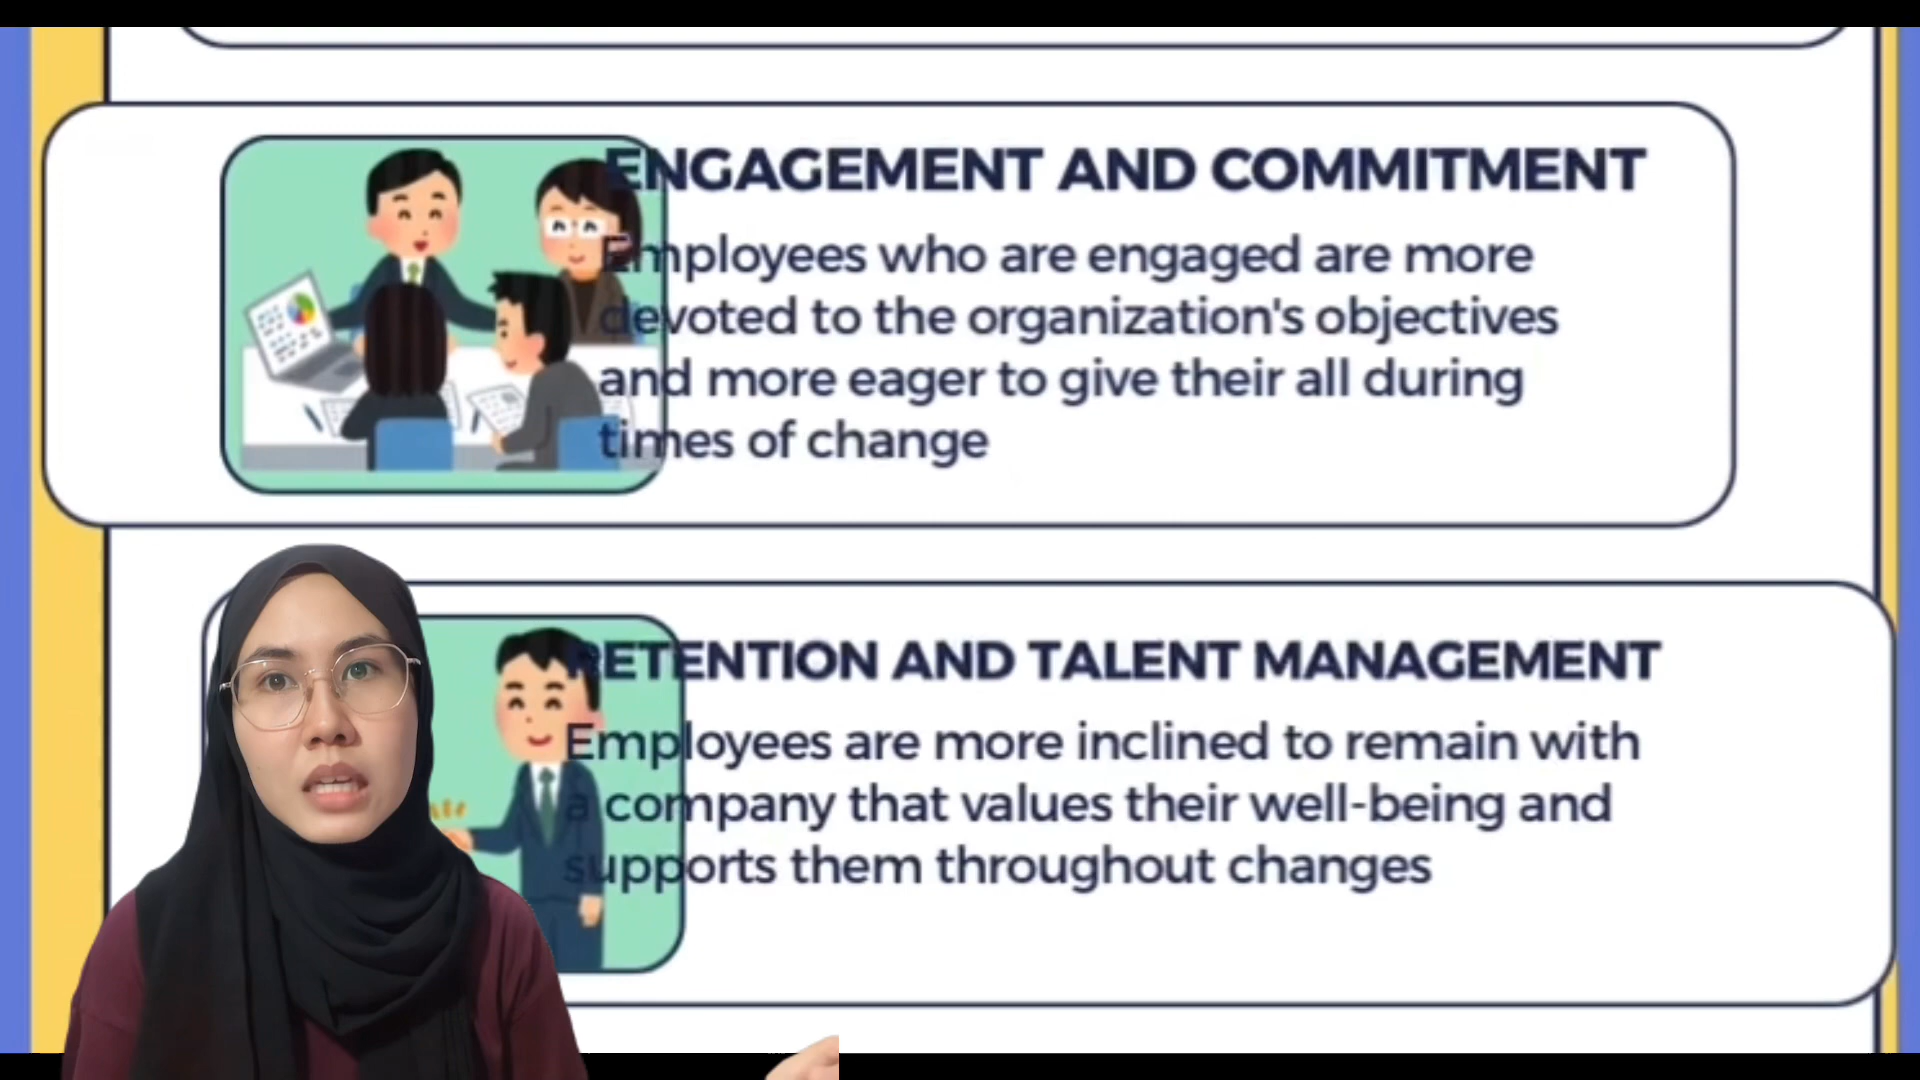 ENGAGEMENT AND COMMITMENT
Employees who are engaged are more
devoted to the organization's objectives
and more eager to give their all during
times of change
RETENTION AND TALENT MANAGEMENT
Employees are more inclined to remain with
a company that values their well-being and
supports them throughout changes